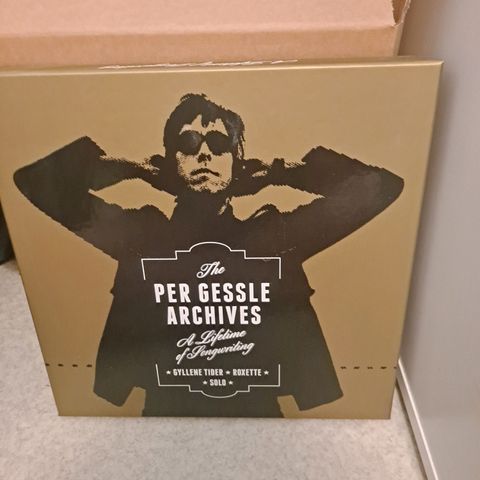 The
PER GESSLE
ARCHIVES
A Lifetime
of Songwriting
★ GYLLENE TIDER ★ ROXETTE ★
★ SOLO ★